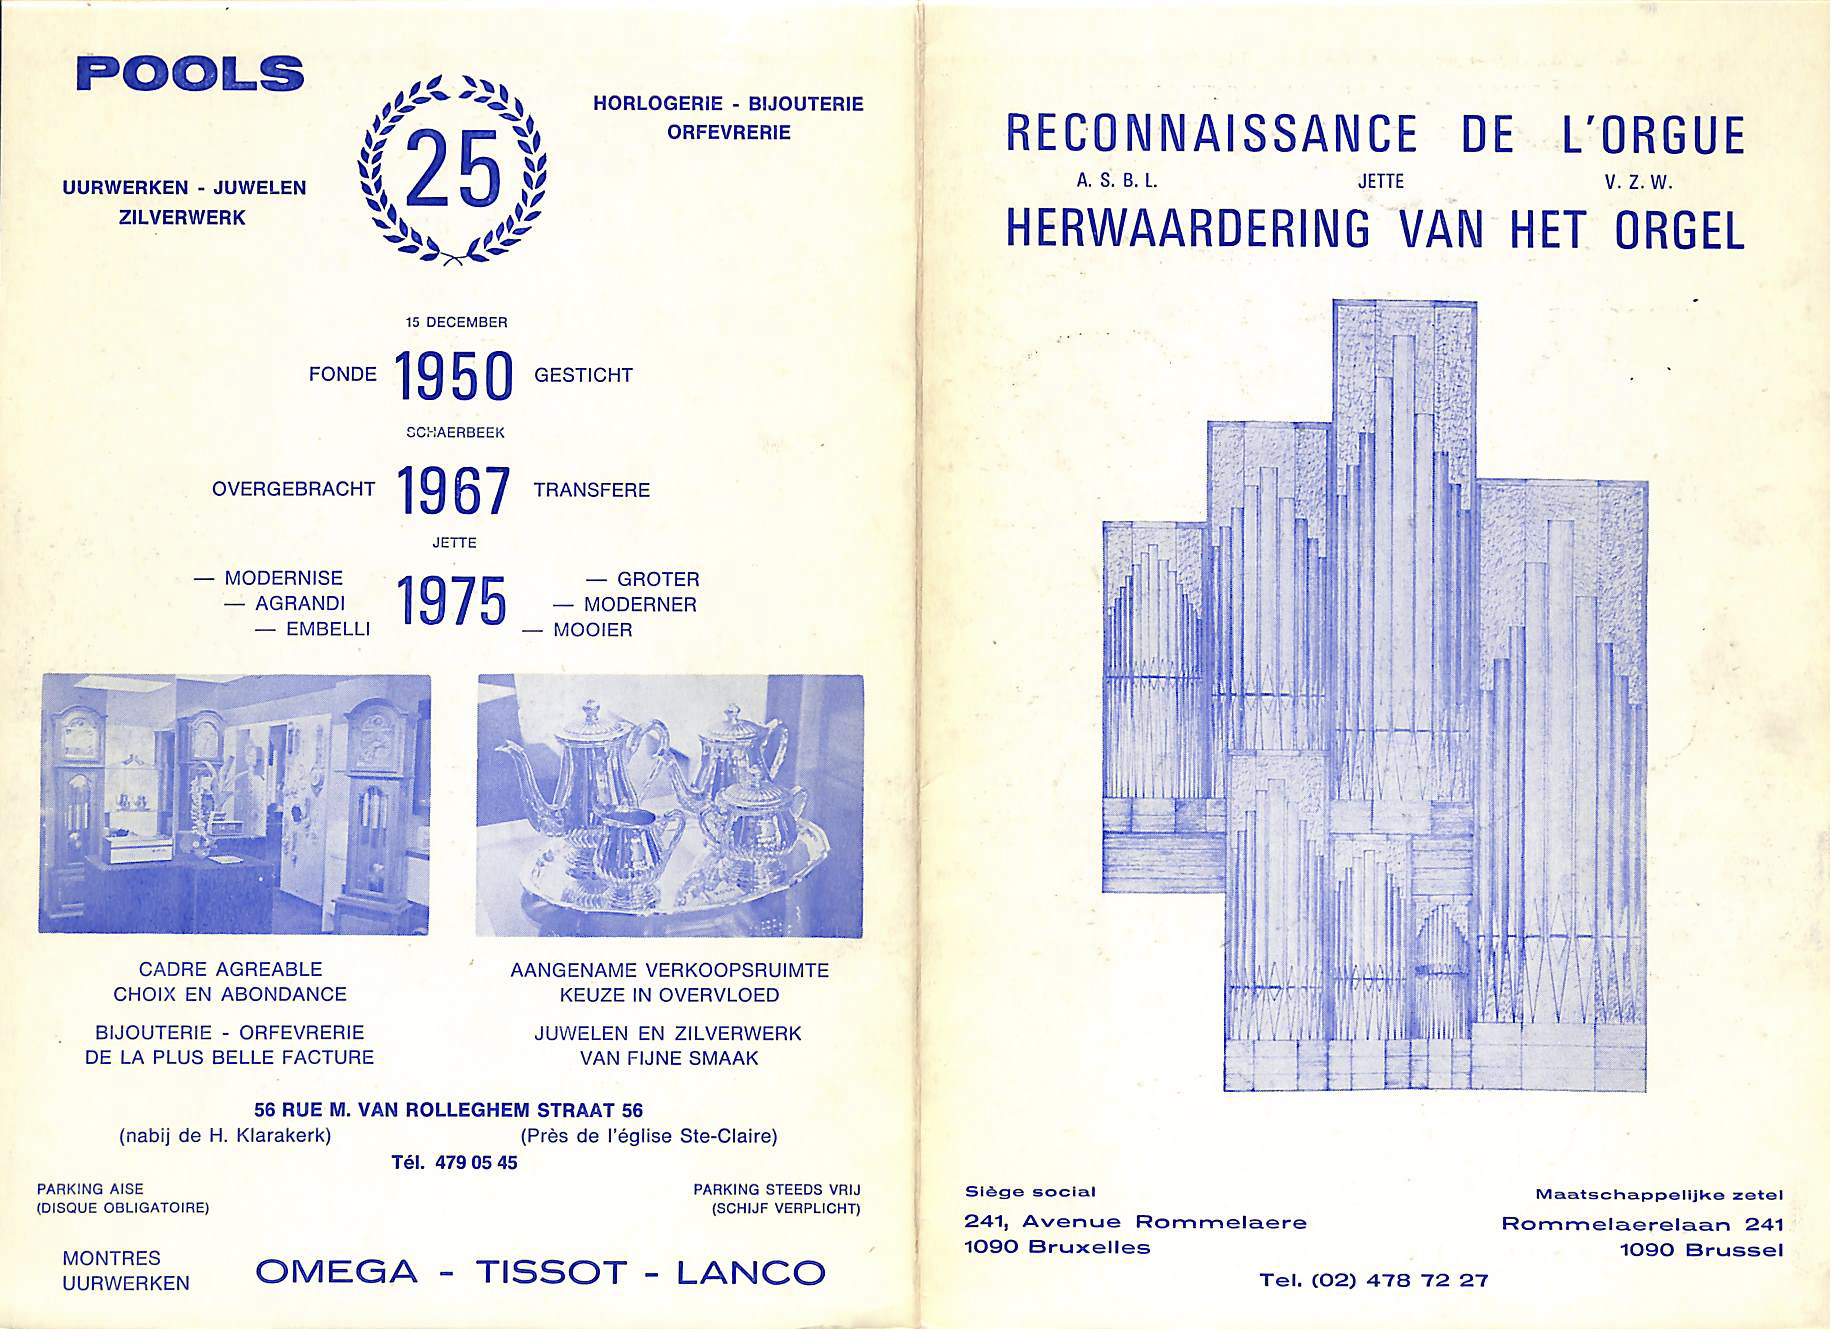 POOLS
25
HORLOGERIE - BIJOUTERIE
ORFEVRERIE
UURWERKEN - JUWELEN
ZILVERWERK
15 DECEMBER
FONDE 1950 GESTICHT
SCHAERBEEK
OVERGEBRACHT 1967 TRANSFERE
JETTE
1975
— MODERNISE
— AGRANDI
— EMBELLI
— GROTER
— MODERNER
— MOOIER
CADRE AGREABLE
CHOIX EN ABONDANCE
BIJOUTERIE - ORFEVRERIE
DE LA PLUS BELLE FACTURE
AANGENAME VERKOOPSRUIMTE
KEUZE IN OVERVLOED
JUWELEN EN ZILVERWERK
VAN FIJNE SMAAK
56 RUE M. VAN ROLLEGHEM STRAAT 56
(nabij de H. Klarakerk) (Près de l'église Ste-Claire)
Tél. 479 05 45
PARKING AISE
(DISQUE OBLIGATOIRE)
PARKING STEEDS VRIJ
(SCHIJF VERPLICHT)
MONTRES
UURWERKEN
OMEGA - TISSOT - LANCO
RECONNAISSANCE DE L'ORGUE
A. S. B. L. JETTE V. Z. W.
HERWAARDERING VAN HET ORGEL
Siège social
241, Avenue Rommelaere
1090 Bruxelles
Maatschappelijke zetel
Rommelaerelaan 241
1090 Brussel
Tel. (02) 478 72 27